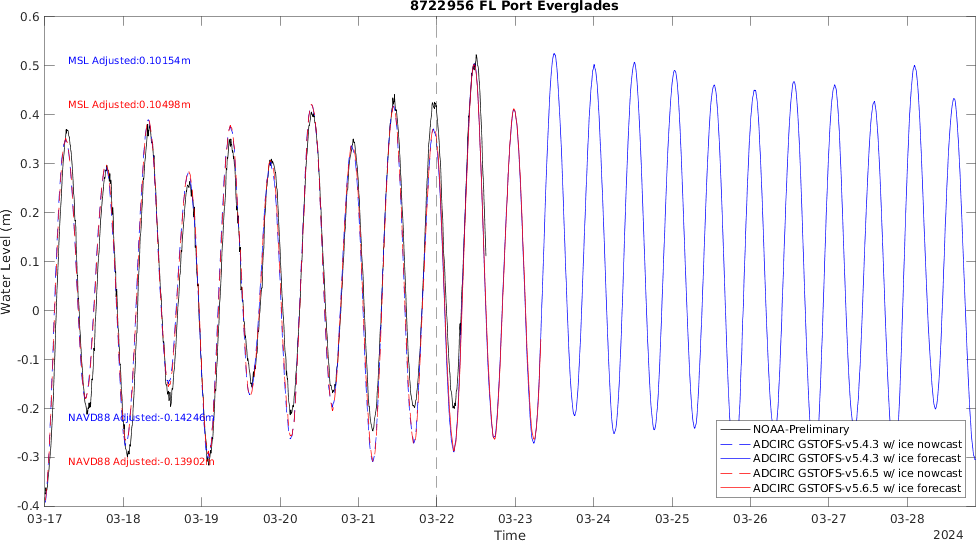 8722956 FL Port Everglades
0.6
0.5
0.4
0.3
0.2
0.1
0
-0.1
-0.2
-0.3
-0.4
Water Level (m)
MSL Adjusted:0.10154m
MSL Adjusted:0.10498m
NAVD88 Adjusted:-0.14246m
NAVD88 Adjusted:-0.13902m
NOAA-Preliminary
ADCIRC GSTOFS-v5.4.3 w/ ice nowcast
ADCIRC GSTOFS-v5.4.3 w/ ice forecast
ADCIRC GSTOFS-v5.6.5 w/ ice nowcast
ADCIRC GSTOFS-v5.6.5 w/ ice forecast
03-17 03-18 03-19 03-20 03-21 03-22 03-23 03-24 03-25 03-26 03-27 03-28
Time
2024